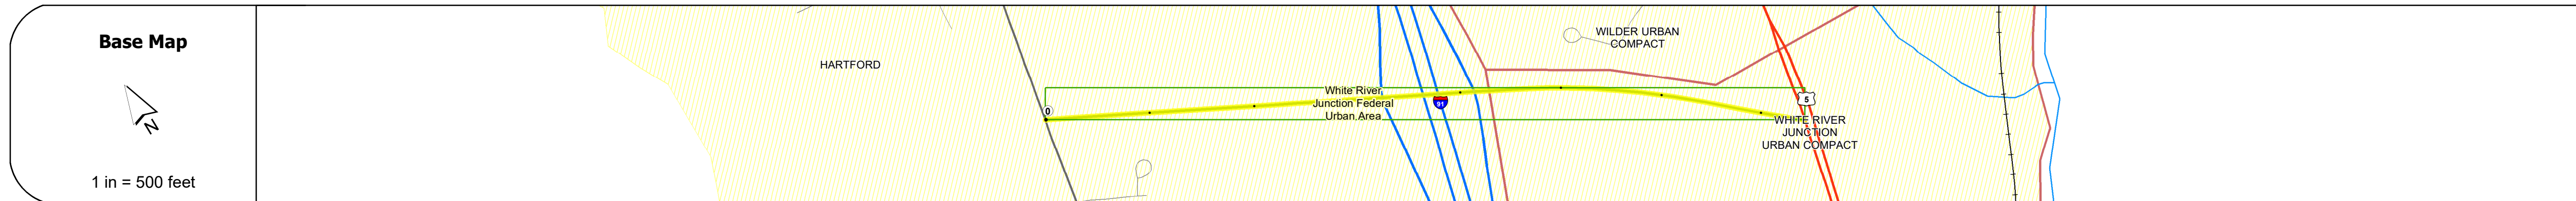 Base Map
N
1 in = 500 feet
HARTFORD
0
White River
Junction Federal
Urban Area
91
WILDER URBAN
COMPACT
5
WHITE RIVER
JUNCTION
URBAN COMPACT